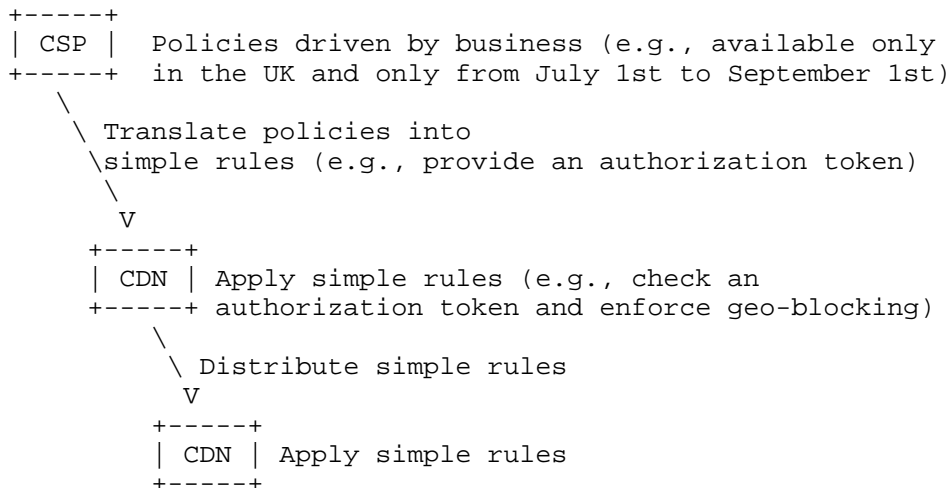 +-----+
| CSP | Policies driven by business (e.g., available only
+-----+ in the UK and only from July 1st to September 1st)
\
\ Translate policies into
\simple rules (e.g., provide an authorization token)
\
V
+-----+
| CDN | Apply simple rules (e.g., check an
+-----+ authorization token and enforce geo-blocking)
\
\ Distribute simple rules
V
+-----+
| CDN | Apply simple rules
+-----+